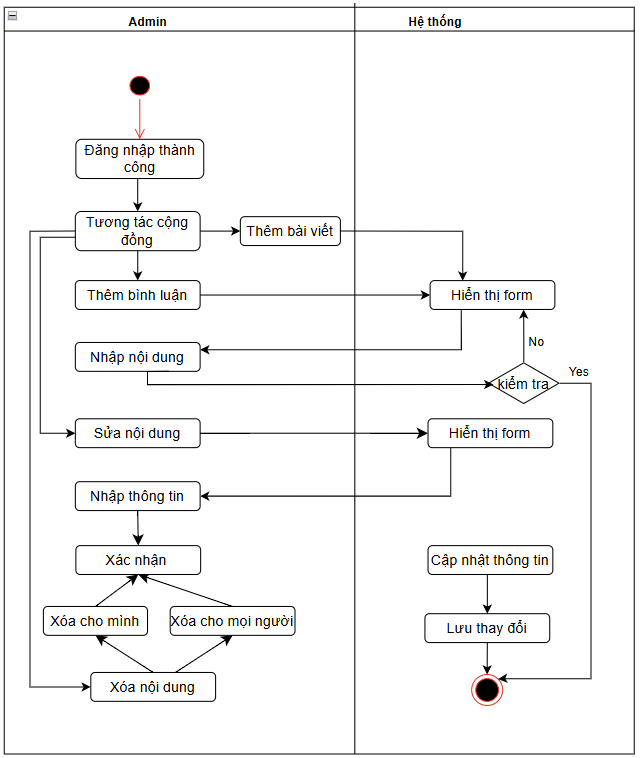 Admin
Hệ thống
Đăng nhập thành
công
Tương tác cộng
đồng
Thêm bài viết
Thêm bình luận
Hiển thị form
Nhập nội dung
No
kiểm tra
Yes
Sửa nội dung
Hiển thị form
Nhập thông tin
Xác nhận
Cập nhật thông tin
Xóa cho mình
Xóa cho mọi người
Lưu thay đổi
Xóa nội dung